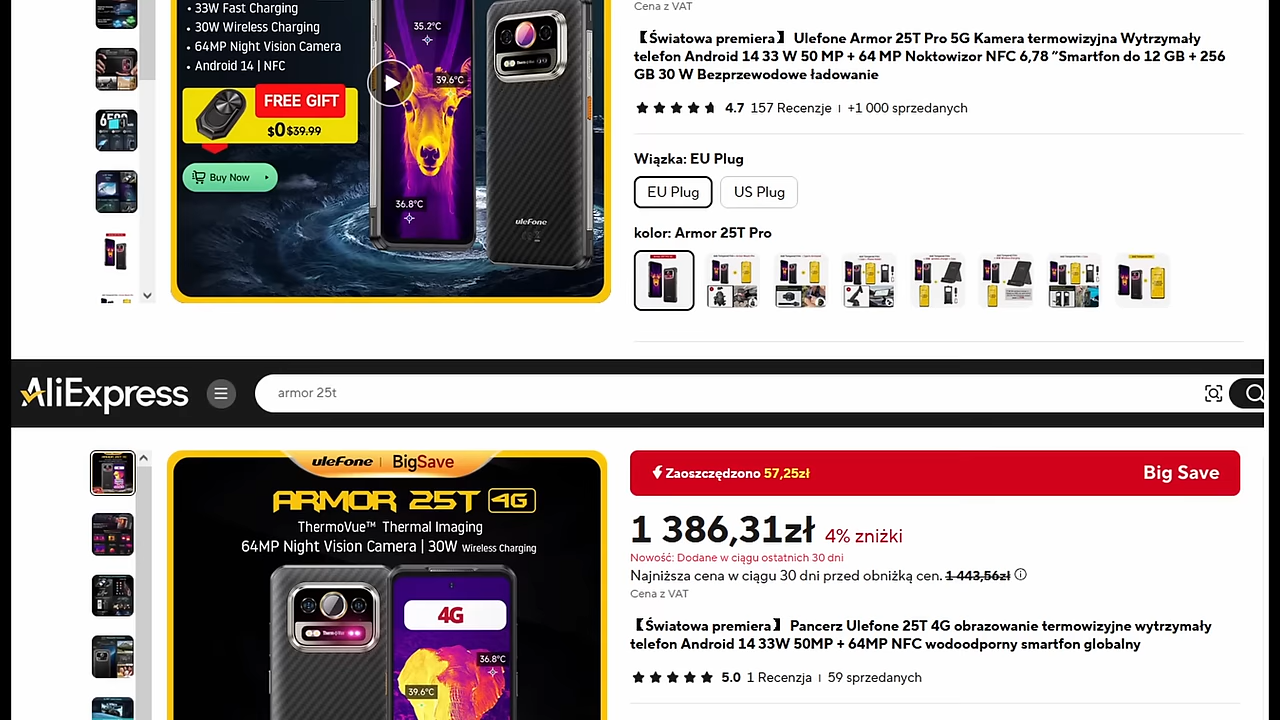 Cena z VAT
• 33W Fast Charging
• 30W Wireless Charging
• 64MP Night Vision Camera
• Android 14 | NFC
FREE GIFT
$0 $39.99
Buy Now
35.2°C
39.6°C
36.8°C
uleFone
【Światowa premiera】 Ulefone Armor 25T Pro 5G Kamera termowizyjna Wytrzymały
telefon Android 14 33 W 50 MP + 64 MP Noktowizor NFC 6,78 “Smartfon do 12 GB + 256
GB 30 W Bezprzewodowe ładowanie
4.7 157 Recenzje | +1 000 sprzedanych
Wiązka: EU Plug
EU Plug US Plug
kolor: Armor 25T Pro
AliExpress
armor 25t
uleFone | BigSave
ARMOR 25T 4G
ThermoVue™ Thermal Imaging
64MP Night Vision Camera | 30W Wireless Charging
4G
36.8°C
39.6°C
Zaoszczędzono 57,25zł Big Save
1 386,31zł 4% zniżki
Nowość: Dodane w ciągu ostatnich 30 dni
Najniższa cena w ciągu 30 dni przed obniżką cen. 1 443,56zł
Cena z VAT
【Światowa premiera】 Pancerz Ulefone 25T 4G obrazowanie termowizyjne wytrzymały
telefon Android 14 33W 50MP + 64MP NFC wodoodporny smartfon globalny
5.0 1 Recenzja | 59 sprzedanych